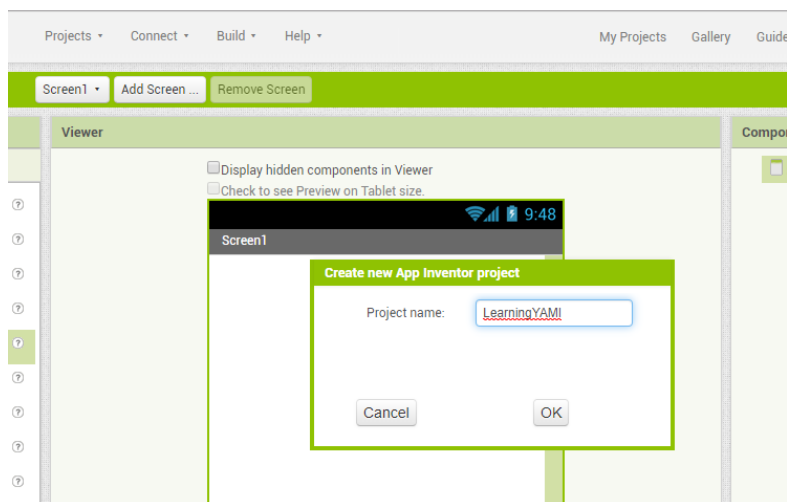 Projects Connect Build Help My Projects Gallery Guide
Screen1 Add Screen ... Remove Screen
Viewer
Compo
Display hidden components in Viewer
Check to see Preview on Tablet size.
9:48
Screen1
Create new App Inventor project
Project name: LearningYAMI
Cancel OK